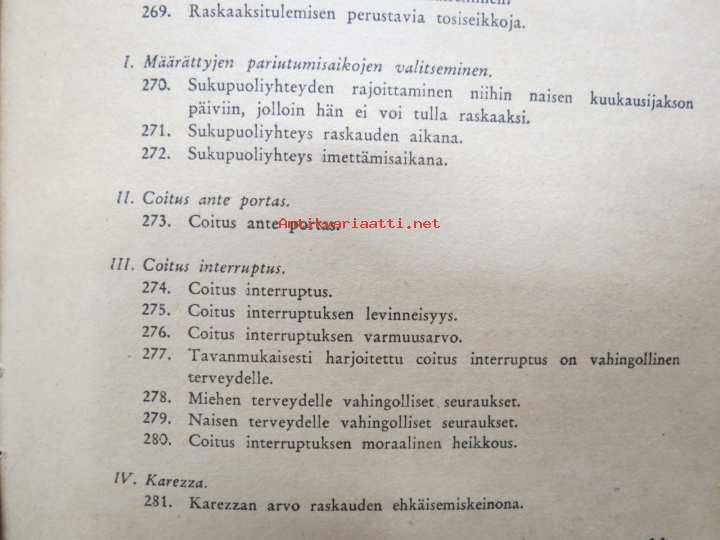 269. Raskaaksitulemisen perustavia tosiseikkoja.
I. Määrättyjen pariutumisaikojen valitseminen.
270. Sukupuoliyhteyden rajoittaminen niihin naisen kuukausijakson
päiviin, jolloin hän ei voi tulla raskaaksi.
271. Sukupuoliyhteys raskauden aikana.
272. Sukupuoliyhteys imettämisaikana.
II. Coitus ante portas.
273. Coitus ante portas.
Antikvariaatti.net
III. Coitus interruptus.
274. Coitus interruptus.
275. Coitus interruptuksen levinneisyys.
276. Coitus interruptuksen varmuusarvo.
277. Tavanmukaisesti harjoitettu coitus interruptus on vahingollinen
terveydelle.
278. Miehen terveydelle vahingolliset seuraukset.
279. Naisen terveydelle vahingolliset seuraukset.
280. Coitus interruptuksen moraalinen heikkous.
IV. Karezza.
281. Karezzan arvo raskauden ehkäisemiskeinona.